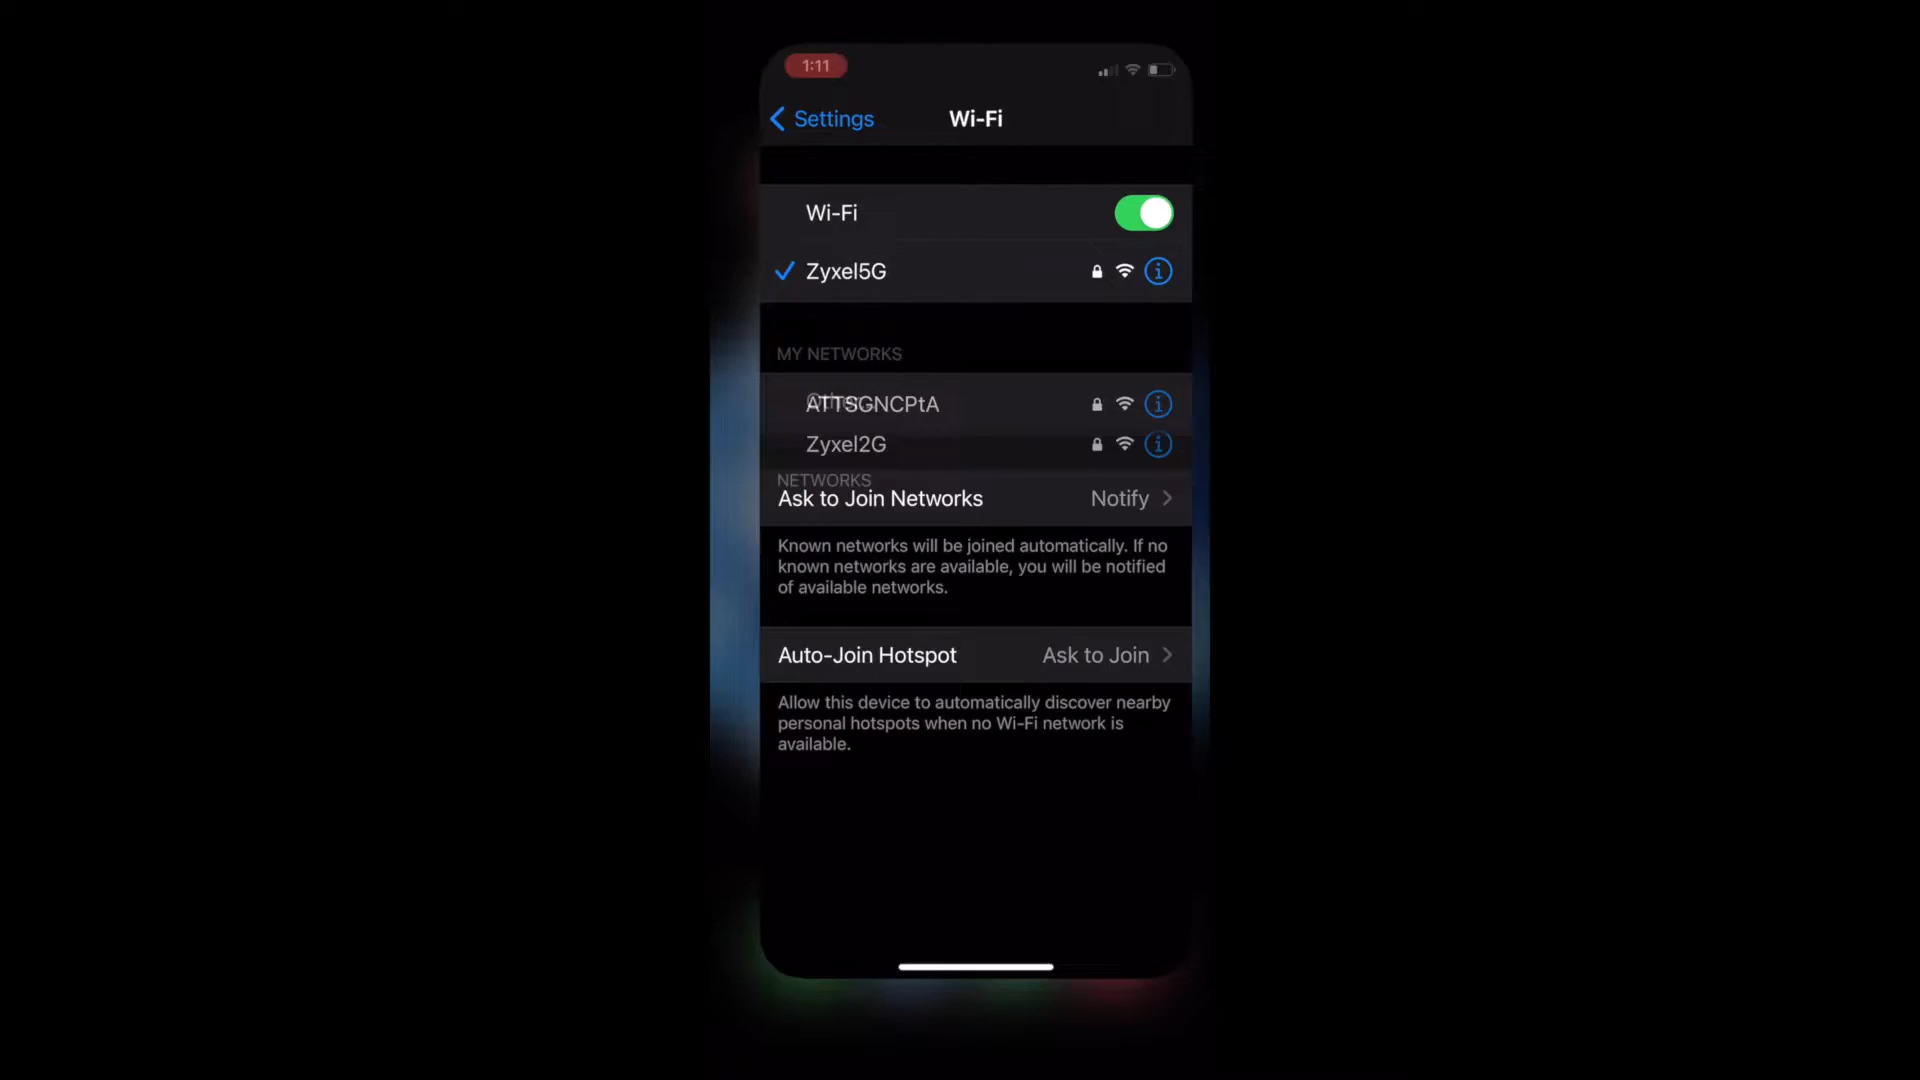 1:11
Settings
Wi-Fi
Wi-Fi
Zyxel5G
MY NETWORKS
ATTSGNCPtA
Zyxel2G
NETWORKS
Ask to Join Networks Notify
Known networks will be joined automatically. If no
known networks are available, you will be notified
of available networks.
Auto-Join Hotspot Ask to Join
Allow this device to automatically discover nearby
personal hotspots when no Wi-Fi network is
available.